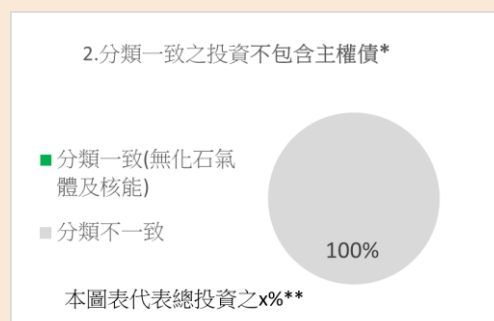 2.分類一致之投資不包含主權債*
分類一致(無化石氣
體及核能)
分類不一致
100%
本圖表代表總投資之x%**